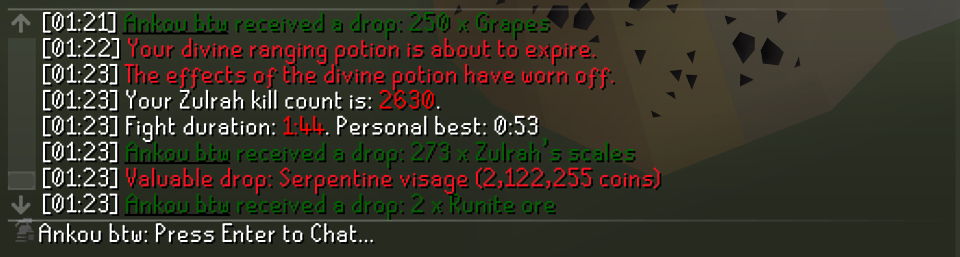 [01:21] Ankou btw received a drop: 250 x Grapes
[01:22] Your divine ranging potion is about to expire.
[01:23] The effects of the divine potion have worn off.
[01:23] Your Zulrah kill count is: 2630.
[01:23] Fight duration: 1:44. Personal best: 0:53
[01:23] Ankou btw received a drop: 273 x Zulrah's scales
[01:23] Valuable drop: Serpentine visage (2,122,255 coins)
[01:23] Ankou btw received a drop: 2 x Runite ore
Ankou btw: Press Enter to Chat...